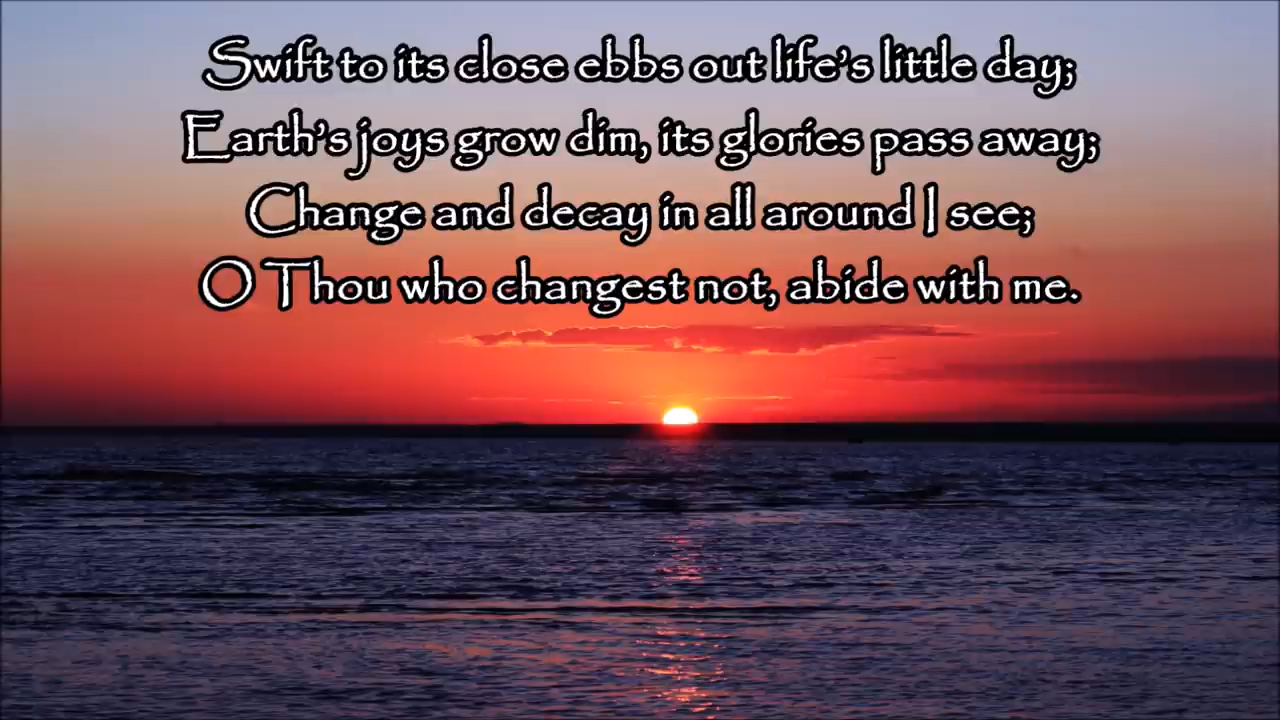 Swift to its close ebbs out life's little day;
Earth's joys grow dim, its glories pass away;
Change and decay in all around I see;
O Thou who changest not, abide with me.